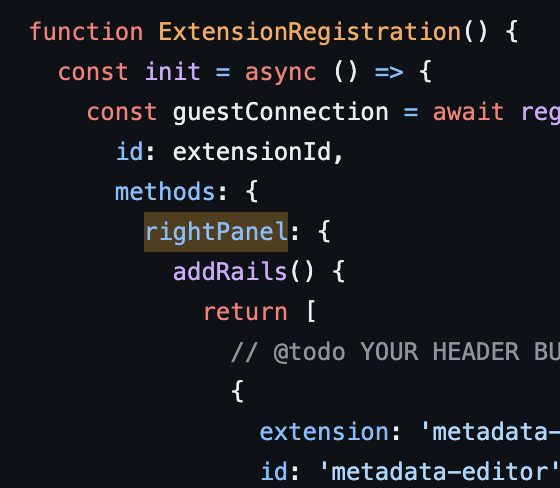 function ExtensionRegistration() {
const init = async () => {
const guestConnection = await reg
id: extensionId,
methods: {
rightPanel: {
addRails() {
return [
// @todo YOUR HEADER BU
{
extension: 'metadata-
id: 'metadata-editor'